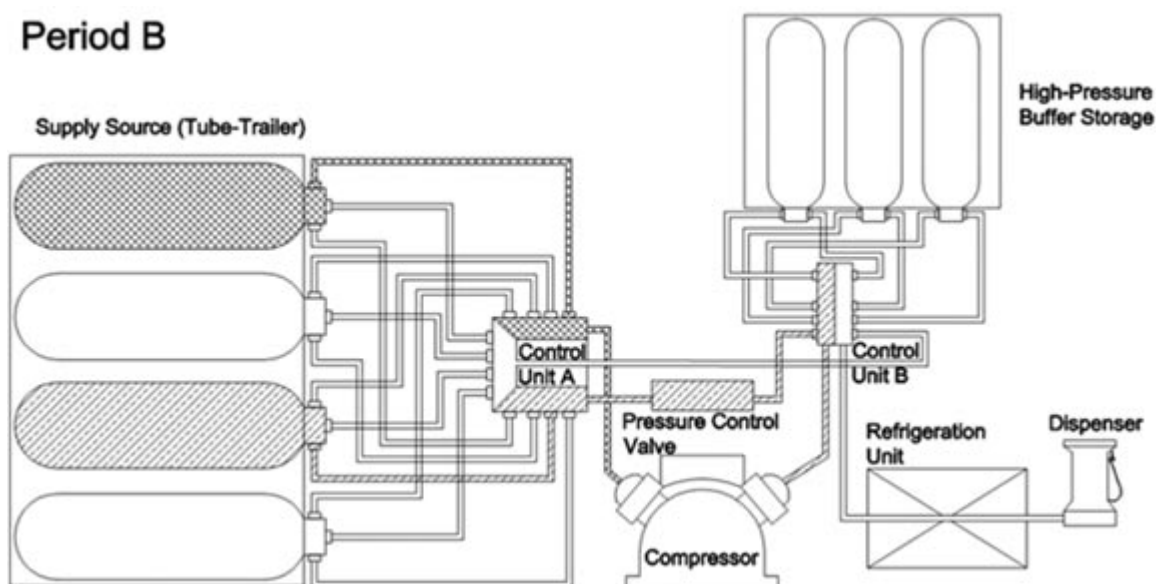 Period B
Supply Source (Tube-Trailer)
High-Pressure
Buffer Storage
Control
Unit A
Control
Unit B
Pressure Control
Valve
Refrigeration
Unit
Dispenser
Compressor